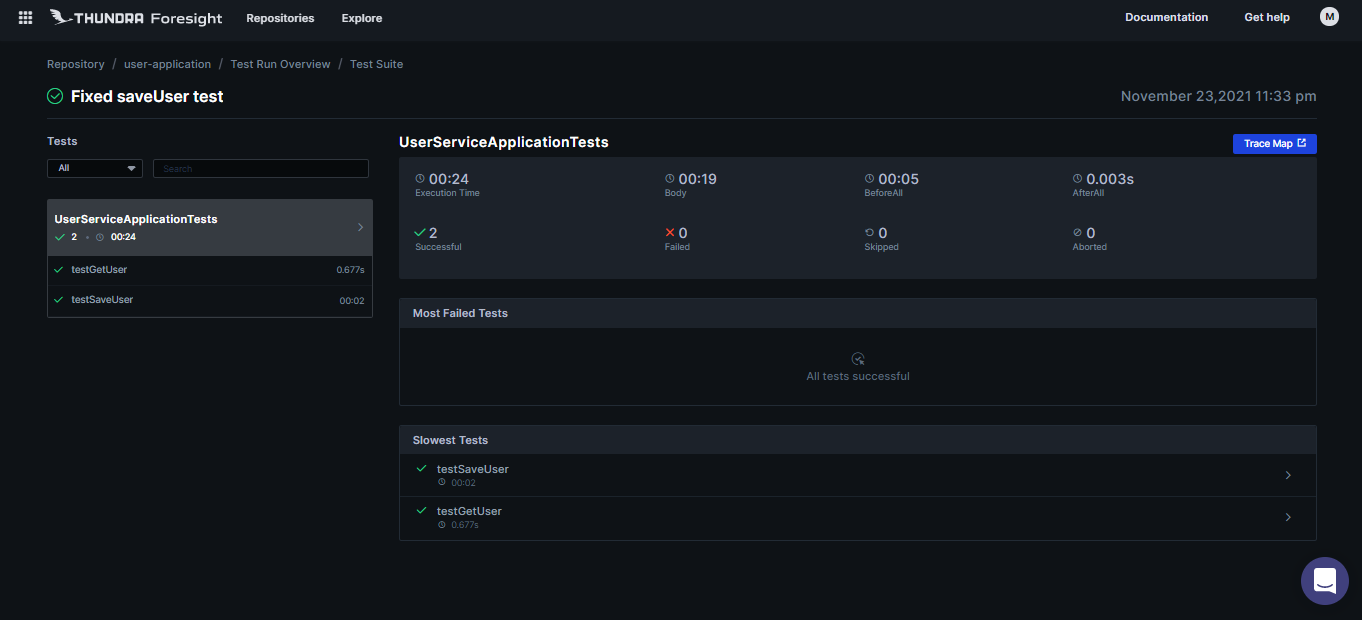 THUNDRA Foresight Repositories Explore Documentation Get help M
Repository / user-application / Test Run Overview / Test Suite
Fixed saveUser test November 23,2021 11:33 pm
Tests
All Search
UserServiceApplicationTests
2 • 00:24
testGetUser 0.677s
testSaveUser 00:02
UserServiceApplicationTests Trace Map
00:24 00:19 00:05 0.003s
Execution Time Body BeforeAll AfterAll
2 0 0 0
Successful Failed Skipped Aborted
Most Failed Tests
All tests successful
Slowest Tests
testSaveUser
00:02
testGetUser
0.677s